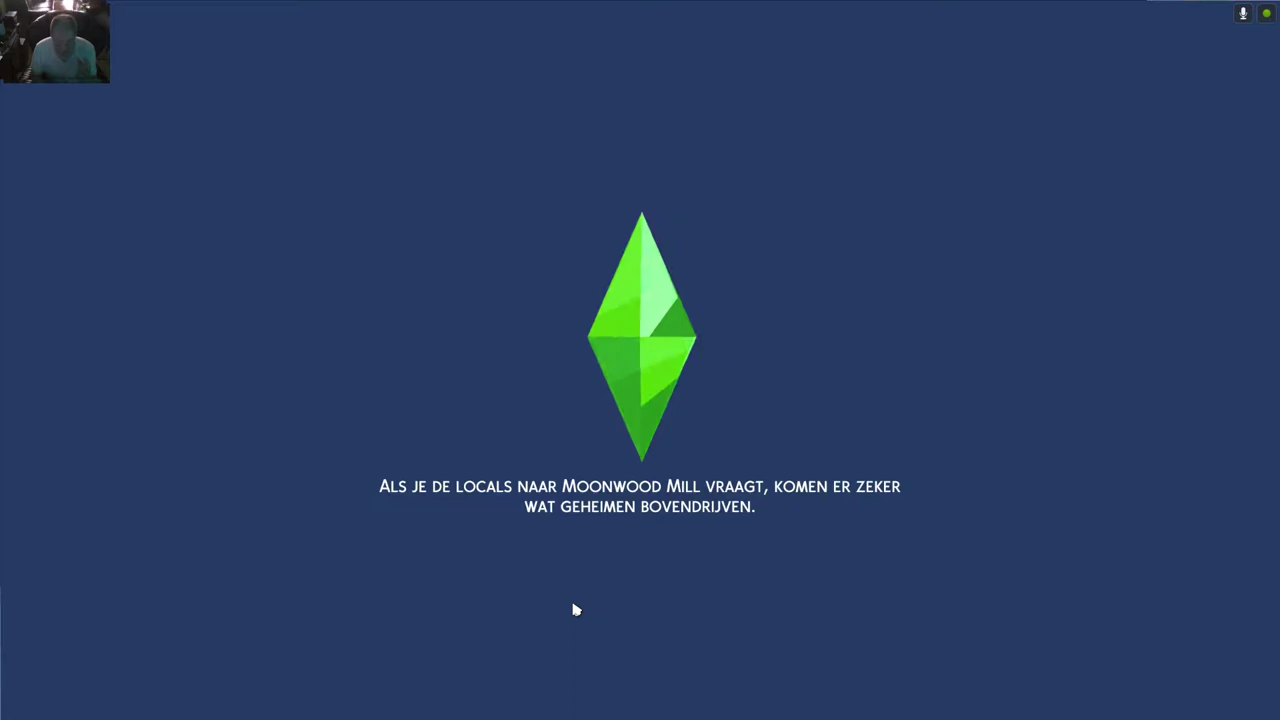 Als je de locals naar Moonwood Mill vraagt, komen er zeker
wat geheimen bovendrijven.